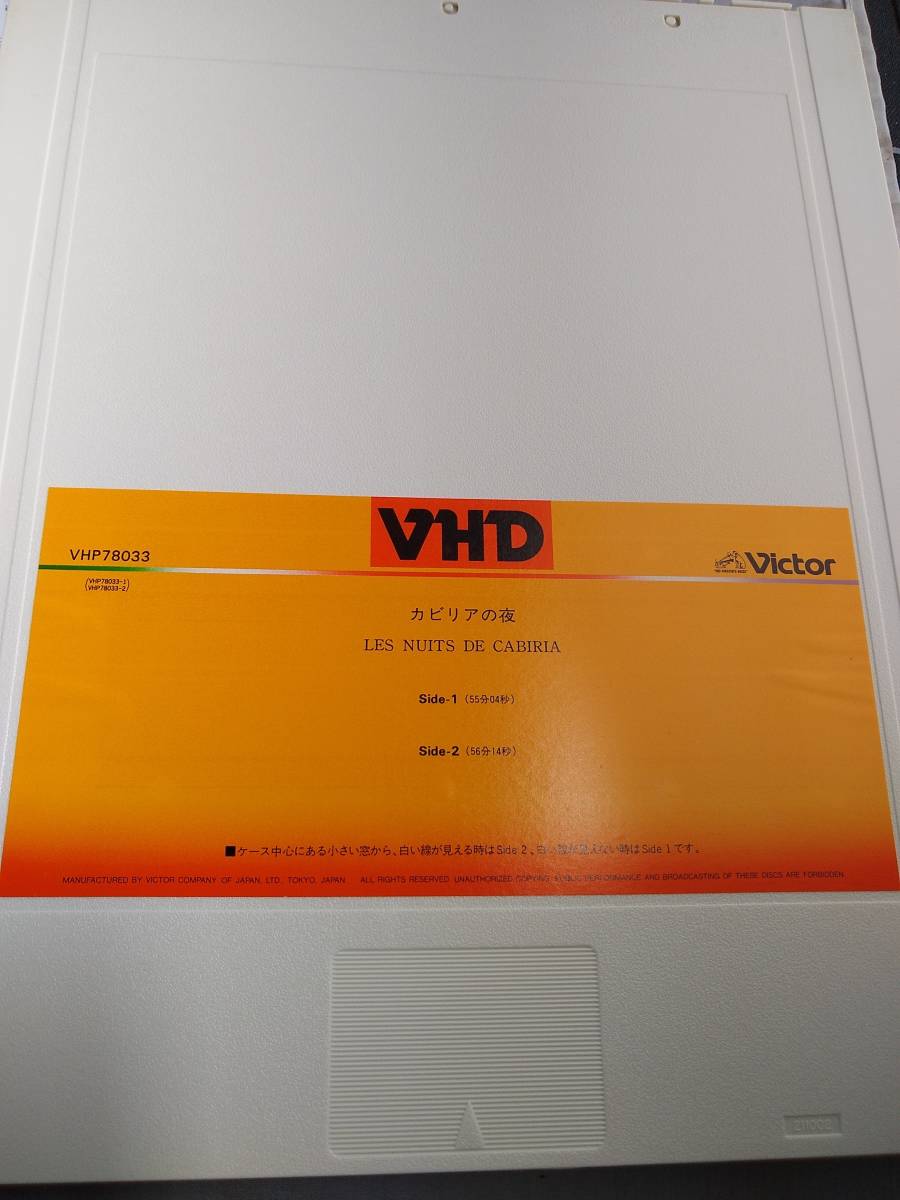 VHD
VHP78033
(VHP78033-1)
(VHP78033-2)
"HIS MASTER'S VOICE" Victor
カビリアの夜
LES NUITS DE CABIRIA
Side-1 (55分04秒)
Side-2 (56分14秒)
■ケース中心にある小さい窓から、白い線が見える時はSide 2、白い線が見えない時はSide 1です。
MANUFACTURED BY VICTOR COMPANY OF JAPAN, LTD., TOKYO, JAPAN ALL RIGHTS RESERVED. UNAUTHORIZED COPYING, PUBLIC PERFORMANCE AND BROADCASTING OF THESE DISCS ARE FORBIDDEN.
211002